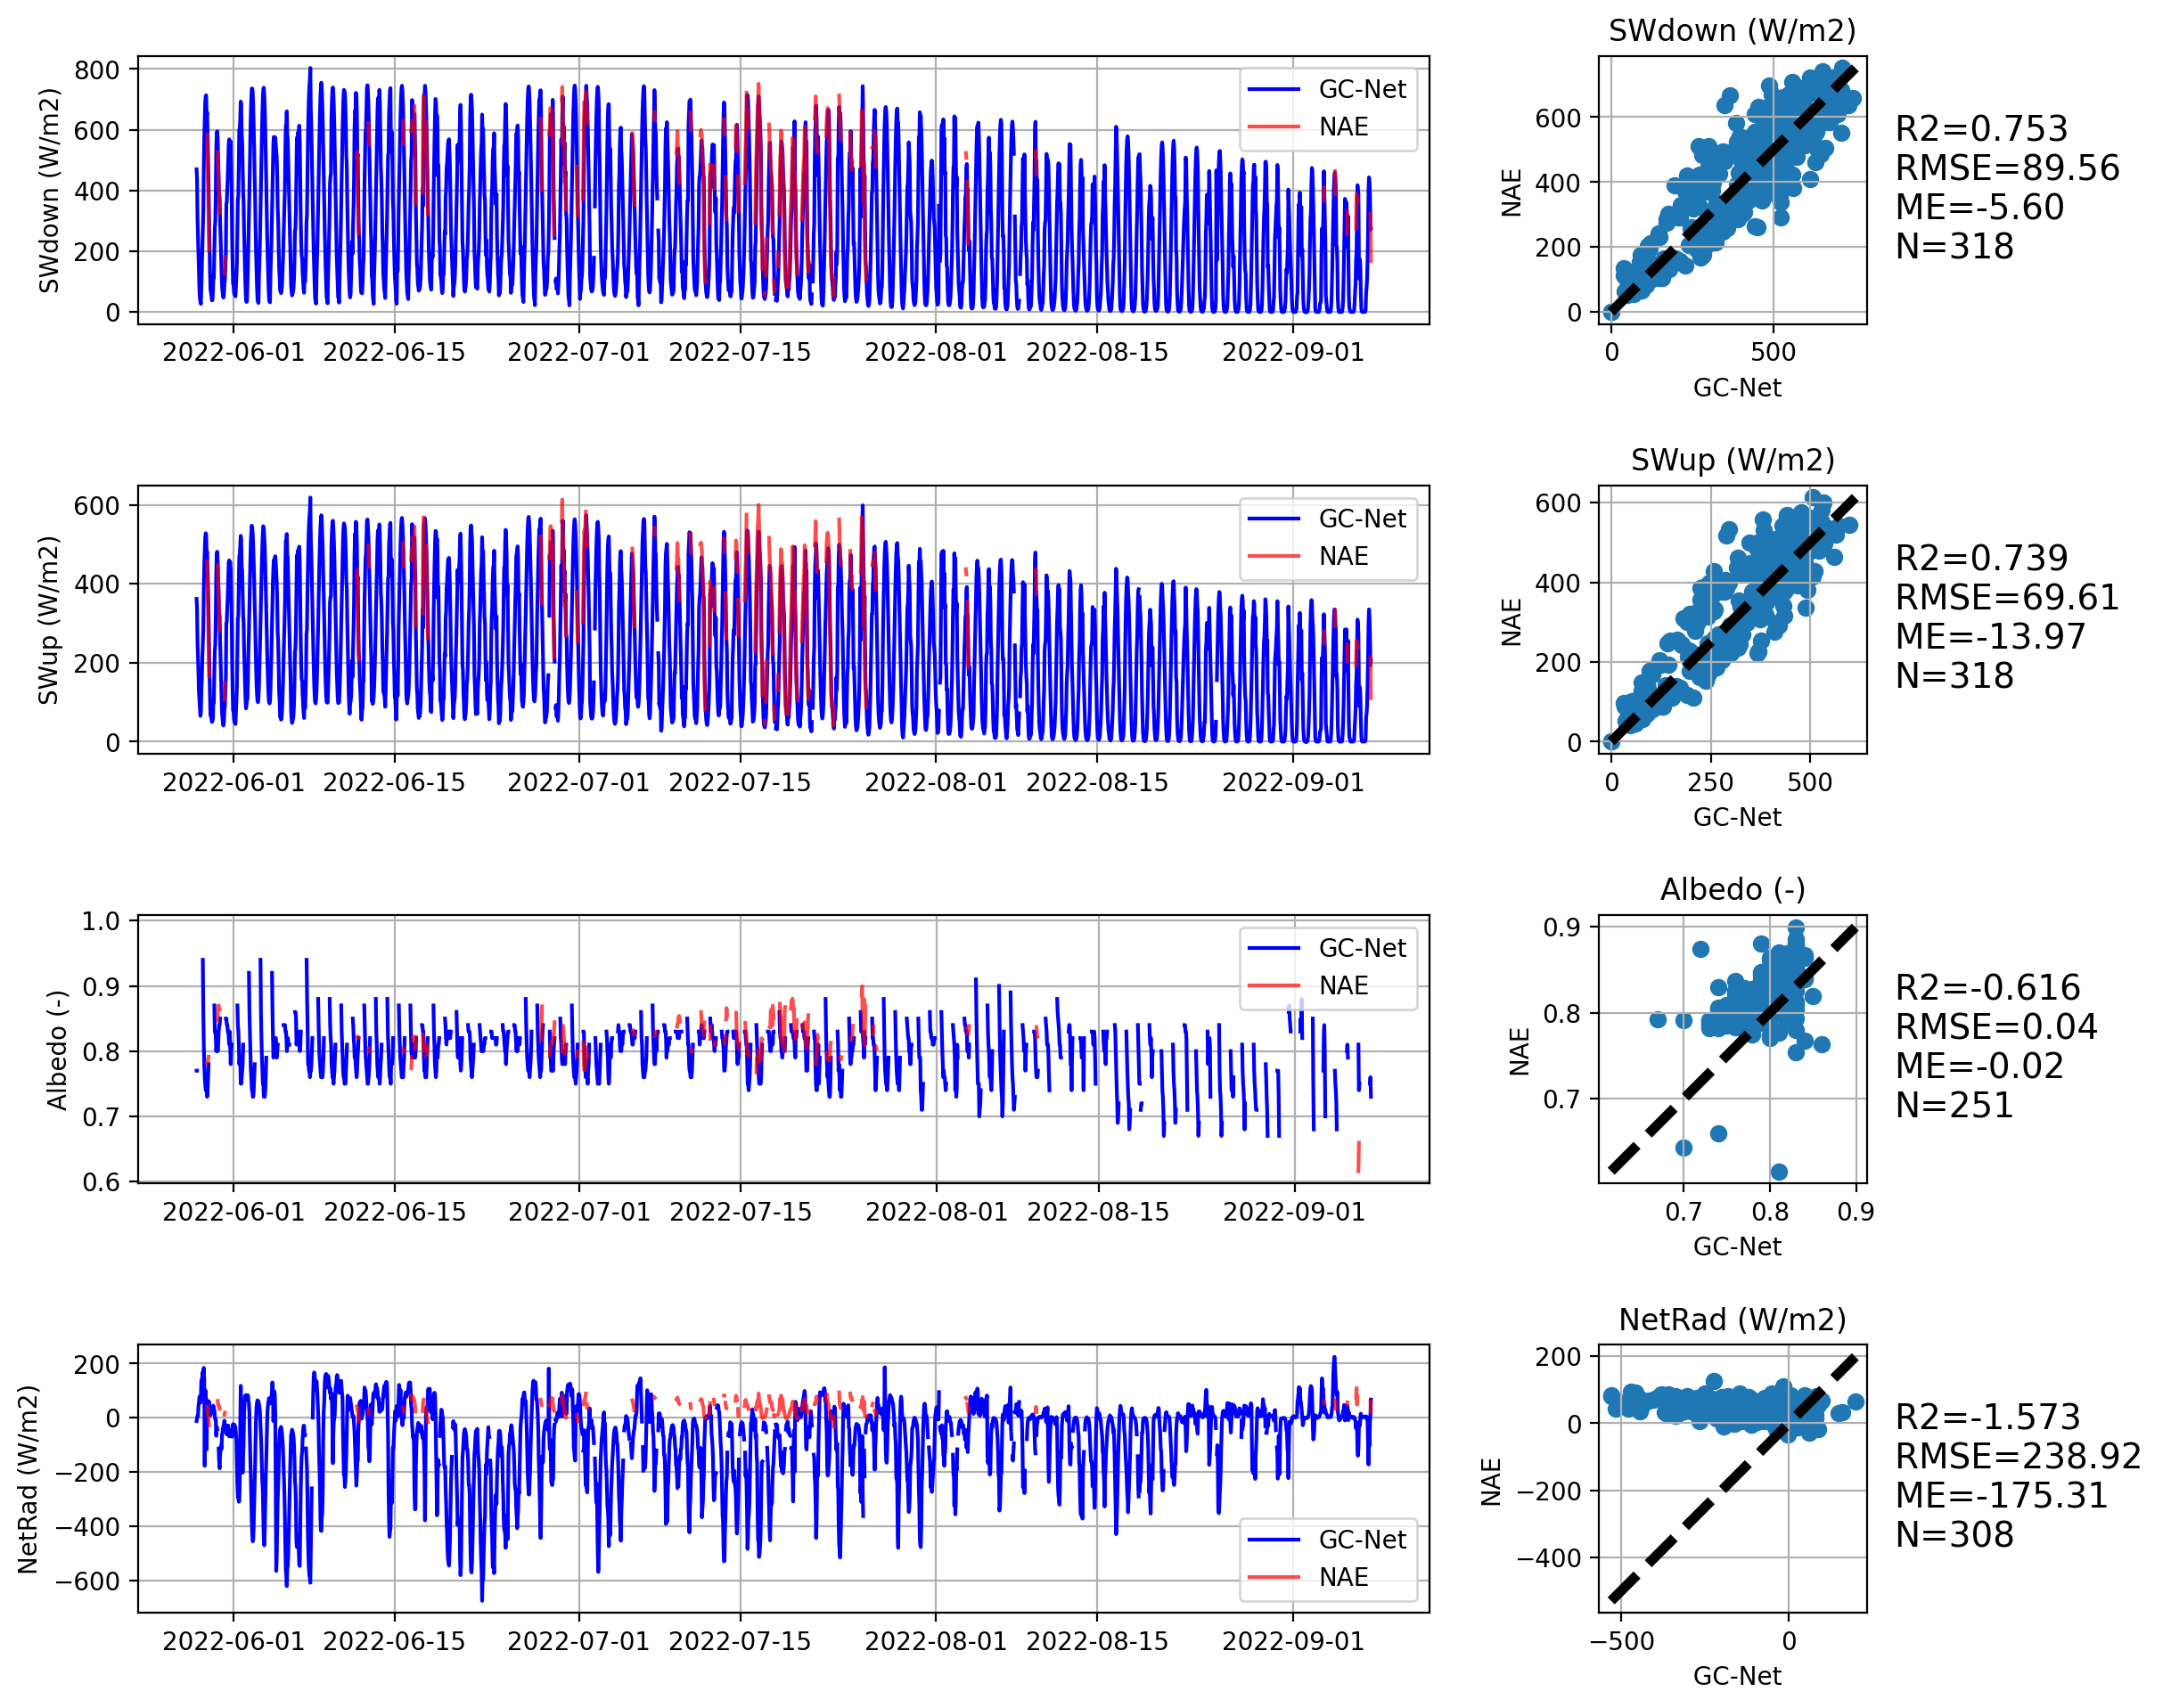 SWdown (W/m2)
800
600
400
200
0
SWdown (W/m2)
GC-Net
NAE
2022-06-01 2022-06-15 2022-07-01 2022-07-15 2022-08-01 2022-08-15 2022-09-01
600
400
200
0
NAE
0 500
GC-Net
R2=0.753
RMSE=89.56
ME=-5.60
N=318
SWup (W/m2)
600
400
200
0
SWup (W/m2)
GC-Net
NAE
2022-06-01 2022-06-15 2022-07-01 2022-07-15 2022-08-01 2022-08-15 2022-09-01
600
400
200
0
NAE
0 250 500
GC-Net
R2=0.739
RMSE=69.61
ME=-13.97
N=318
Albedo (-)
1.0
0.9
0.8
0.7
0.6
Albedo (-)
GC-Net
NAE
2022-06-01 2022-06-15 2022-07-01 2022-07-15 2022-08-01 2022-08-15 2022-09-01
0.9
0.8
0.7
NAE
0.7 0.8 0.9
GC-Net
R2=-0.616
RMSE=0.04
ME=-0.02
N=251
NetRad (W/m2)
200
0
−200
−400
−600
NetRad (W/m2)
GC-Net
NAE
2022-06-01 2022-06-15 2022-07-01 2022-07-15 2022-08-01 2022-08-15 2022-09-01
200
0
−200
−400
NAE
−500 0
GC-Net
R2=-1.573
RMSE=238.92
ME=-175.31
N=308